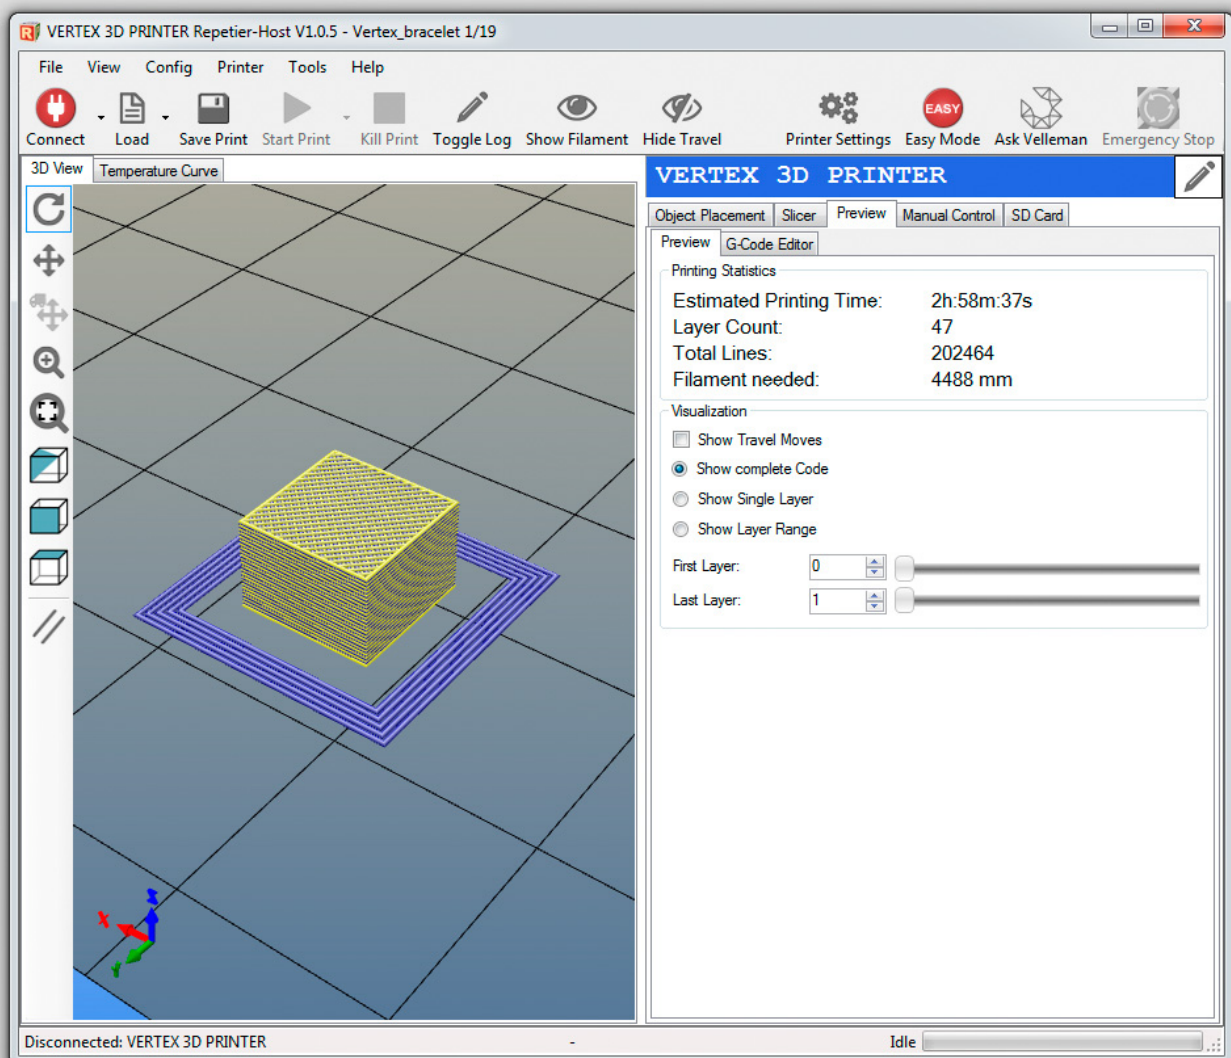 VERTEX 3D PRINTER Repetier-Host V1.0.5 - Vertex_bracelet 1/19
File View Config Printer Tools Help
Connect Load Save Print Start Print Kill Print Toggle Log Show Filament Hide Travel Printer Settings EASY Easy Mode Ask Velleman Emergency Stop
3D View Temperature Curve
VERTEX 3D PRINTER
Object Placement Slicer Preview Manual Control SD Card
Preview G-Code Editor
Printing Statistics
Estimated Printing Time: 2h:58m:37s
Layer Count: 47
Total Lines: 202464
Filament needed: 4488 mm
Visualization
Show Travel Moves
Show complete Code
Show Single Layer
Show Layer Range
First Layer: 0
Last Layer: 1
Z
X
Y
Disconnected: VERTEX 3D PRINTER - Idle